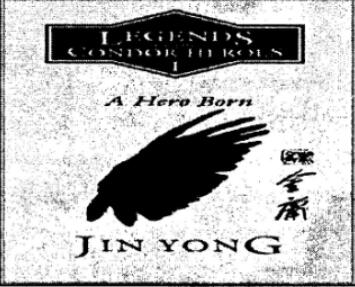 LEGENDS
CONDOR HEROES
I
A Hero Born
金
庸
JIN YONG